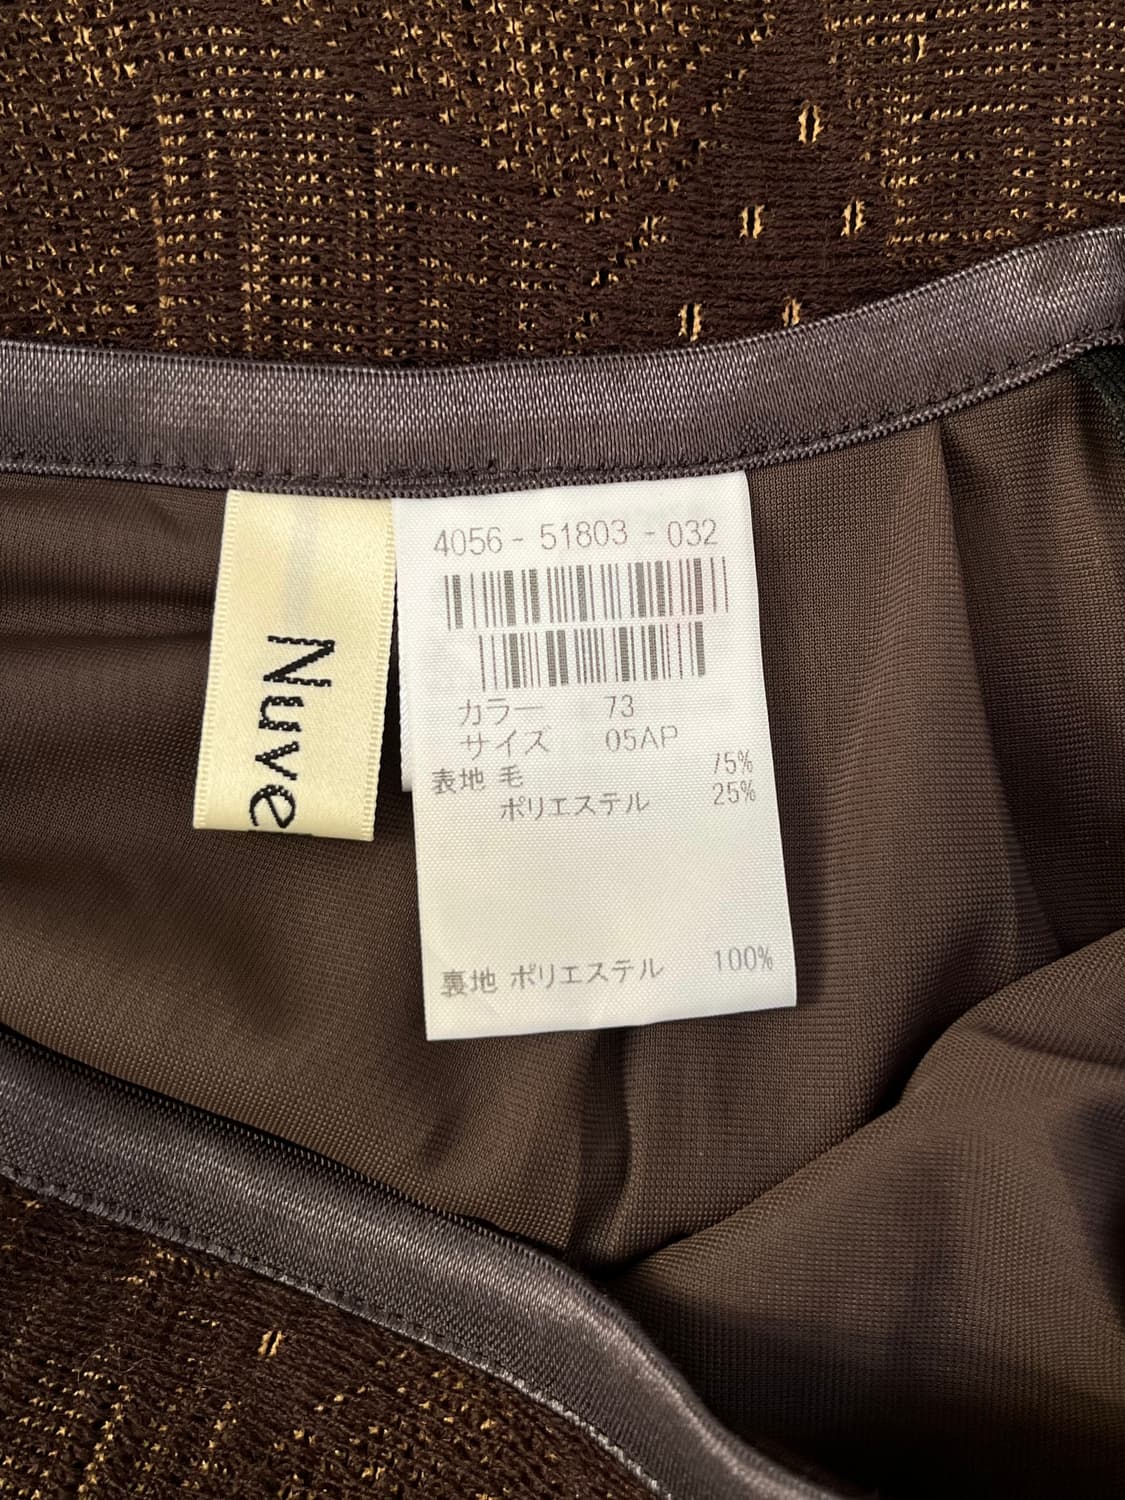 4056 - 51803 - 032
カラー 73
サイズ 05AP
表地 毛 75%
ポリエステル 25%
裏地 ポリエステル 100%
Nuve